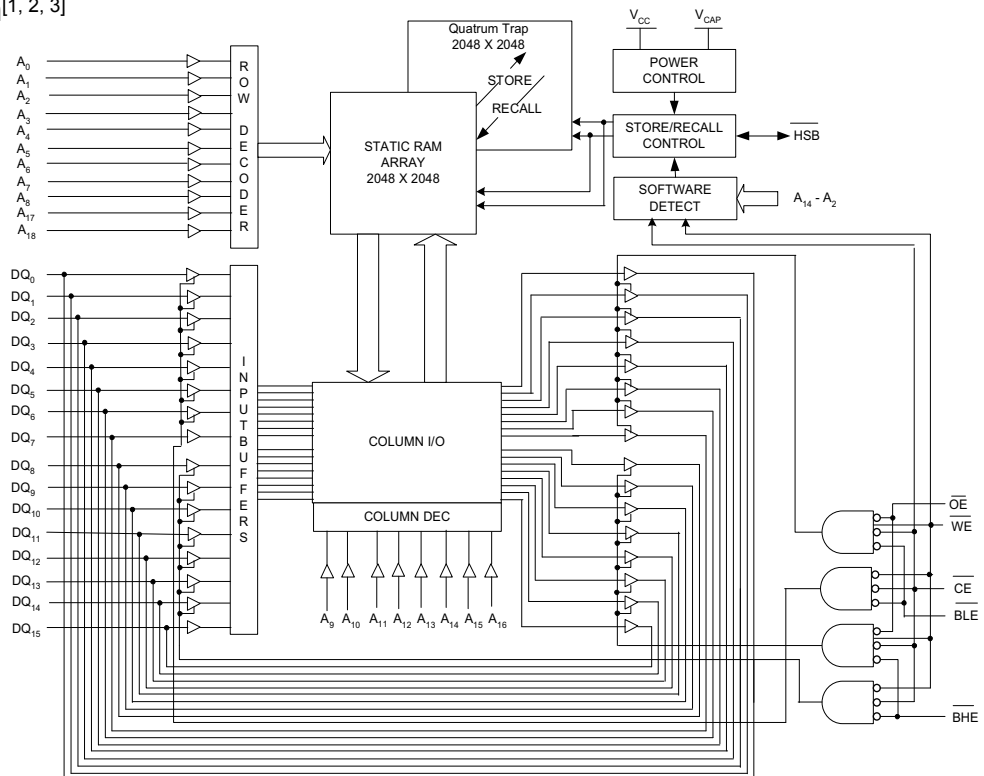 [1, 2, 3]
V_CC
V_CAP
Quatrum Trap
2048 X 2048
STORE
RECALL
POWER
CONTROL
STORE/RECALL
CONTROL
HSB
SOFTWARE
DETECT
A14 - A2
STATIC RAM
ARRAY
2048 X 2048
A0
A1
A2
A3
A4
A5
A6
A7
A8
A17
A18
ROW DECODER
DQ0
DQ1
DQ2
DQ3
DQ4
DQ5
DQ6
DQ7
DQ8
DQ9
DQ10
DQ11
DQ12
DQ13
DQ14
DQ15
INPUT BUFFERS
COLUMN I/O
COLUMN DEC
A9 A10 A11 A12 A13 A14 A15 A16
OE
WE
CE
BLE
BHE